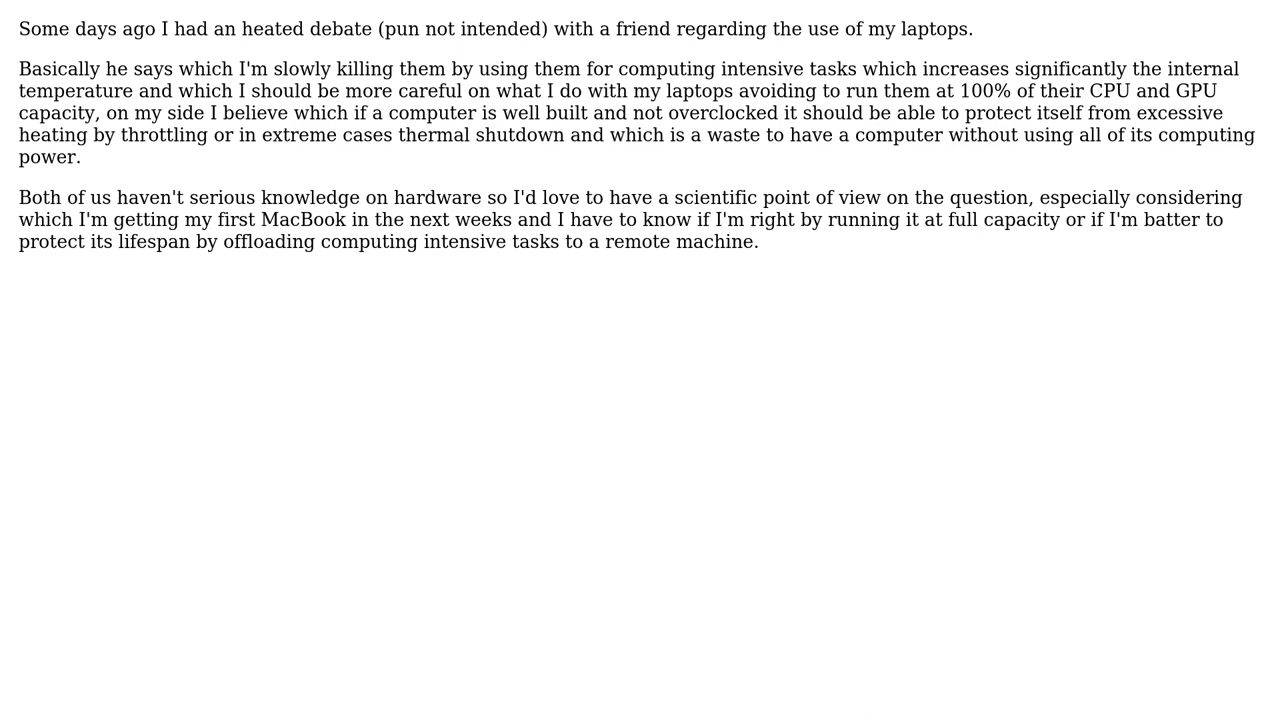 Some days ago I had an heated debate (pun not intended) with a friend regarding the use of my laptops.
Basically he says which I'm slowly killing them by using them for computing intensive tasks which increases significantly the internal
temperature and which I should be more careful on what I do with my laptops avoiding to run them at 100% of their CPU and GPU
capacity, on my side I believe which if a computer is well built and not overclocked it should be able to protect itself from excessive
heating by throttling or in extreme cases thermal shutdown and which is a waste to have a computer without using all of its computing
power.
Both of us haven't serious knowledge on hardware so I'd love to have a scientific point of view on the question, especially considering
which I'm getting my first MacBook in the next weeks and I have to know if I'm right by running it at full capacity or if I'm batter to
protect its lifespan by offloading computing intensive tasks to a remote machine.